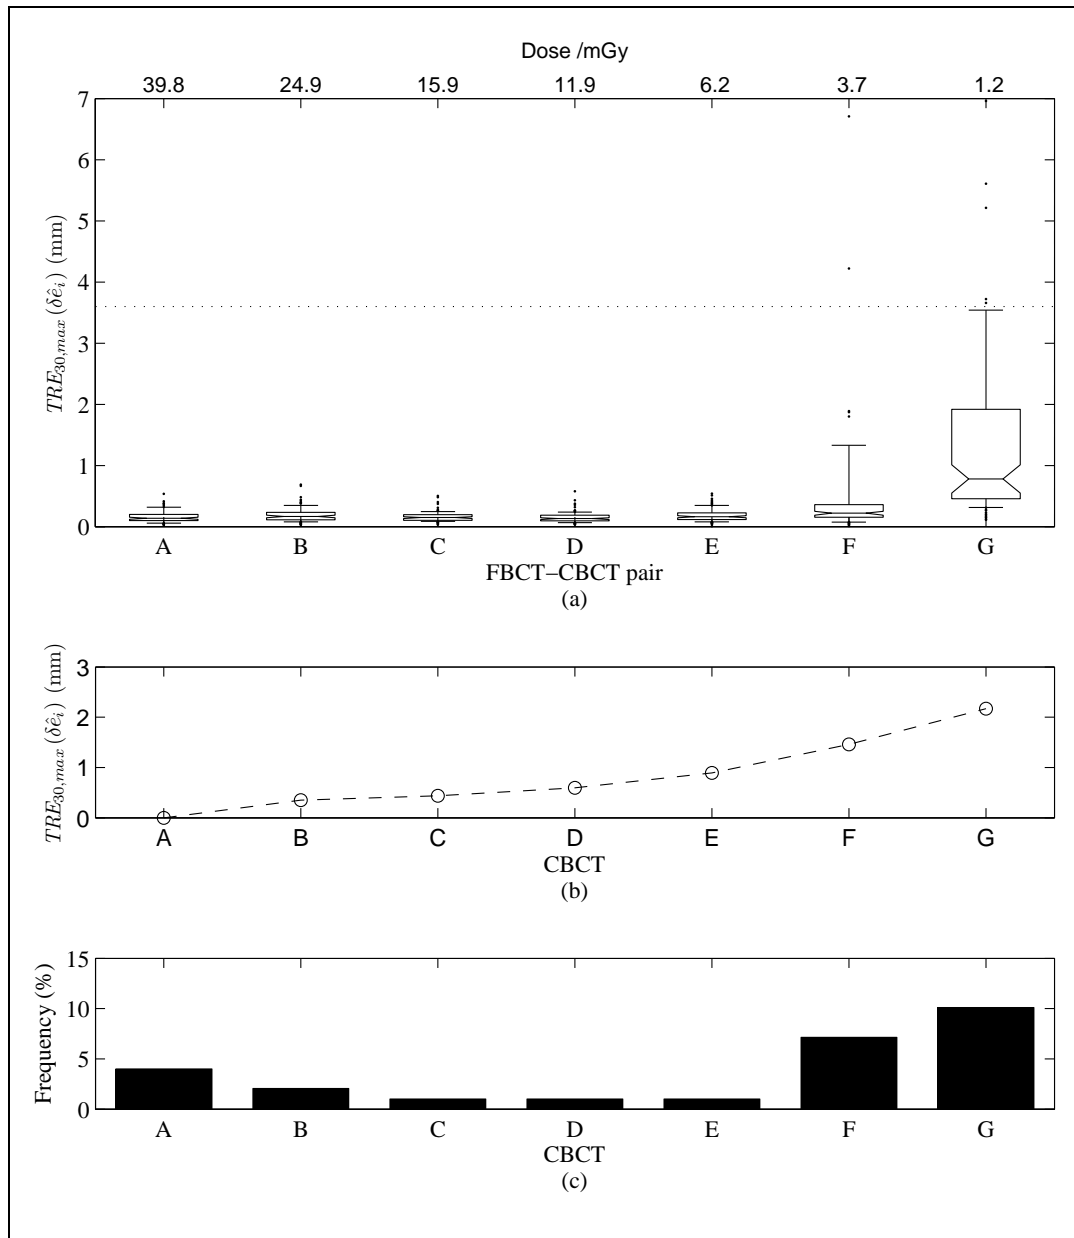 Dose /mGy
39.8 24.9 15.9 11.9 6.2 3.7 1.2
7
6
5
4
3
2
1
0
TRE30,max(δêi) (mm)
A B C D E F G
FBCT–CBCT pair
(a)
3
2
1
0
TRE30,max(δêi) (mm)
A B C D E F G
CBCT
(b)
15
10
5
0
Frequency (%)
A B C D E F G
CBCT
(c)